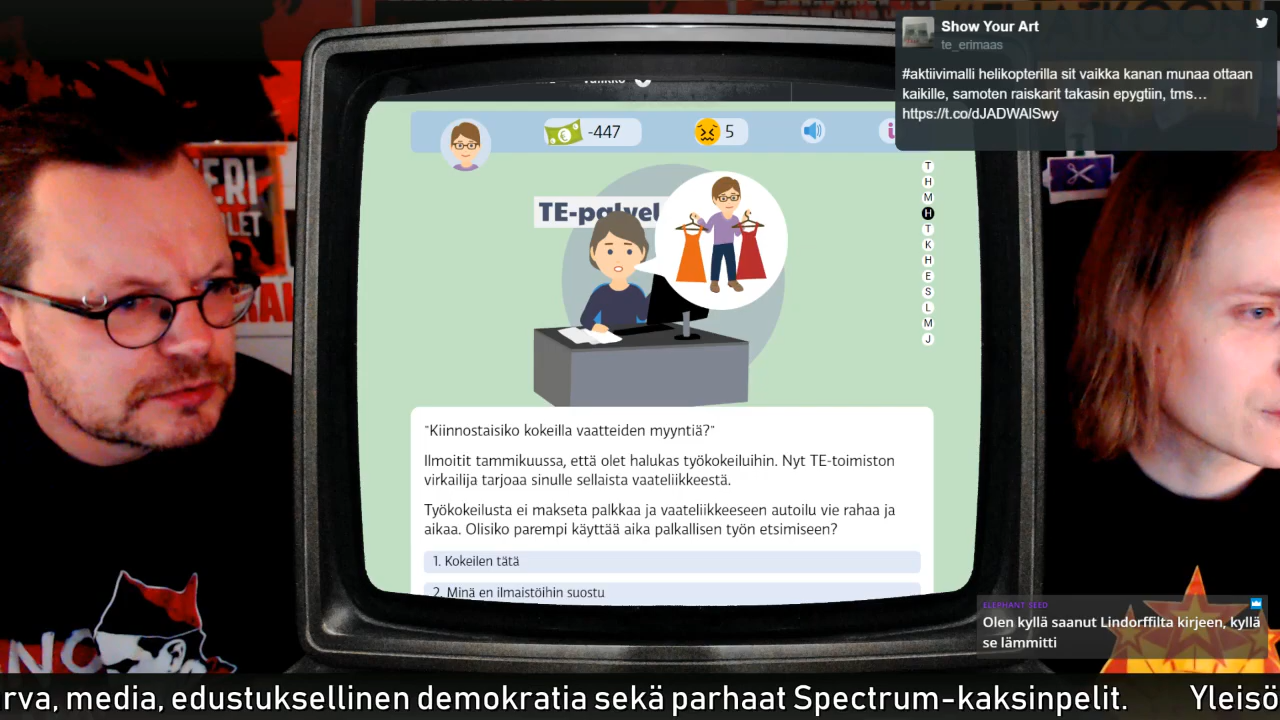 Show Your Art
te_erimaas
#aktiivimalli helikopterilla sit vaikka kanan munaa ottaan
kaikille, samoten raiskarit takasin epygtiin, tms…
https://t.co/dJADWAISwy
-447
5
TE-palvel
T
H
M
H
T
K
H
E
S
L
M
J
"Kiinnostaisiko kokeilla vaatteiden myyntiä?"
Ilmoitit tammikuussa, että olet halukas työkokeiluihin. Nyt TE-toimiston
virkailija tarjoaa sinulle sellaista vaateliikkeestä.
Työkokeilusta ei makseta palkkaa ja vaateliikkeeseen autoilu vie rahaa ja
aikaa. Olisiko parempi käyttää aika palkallisen työn etsimiseen?
1. Kokeilen tätä
2. Minä en ilmaistöihin suostu
ELEPHANT SEED
Olen kyllä saanut Lindorffilta kirjeen, kyllä
se lämmitti
rva, media, edustuksellinen demokratia sekä parhaat Spectrum-kaksinpelit. Yleisö